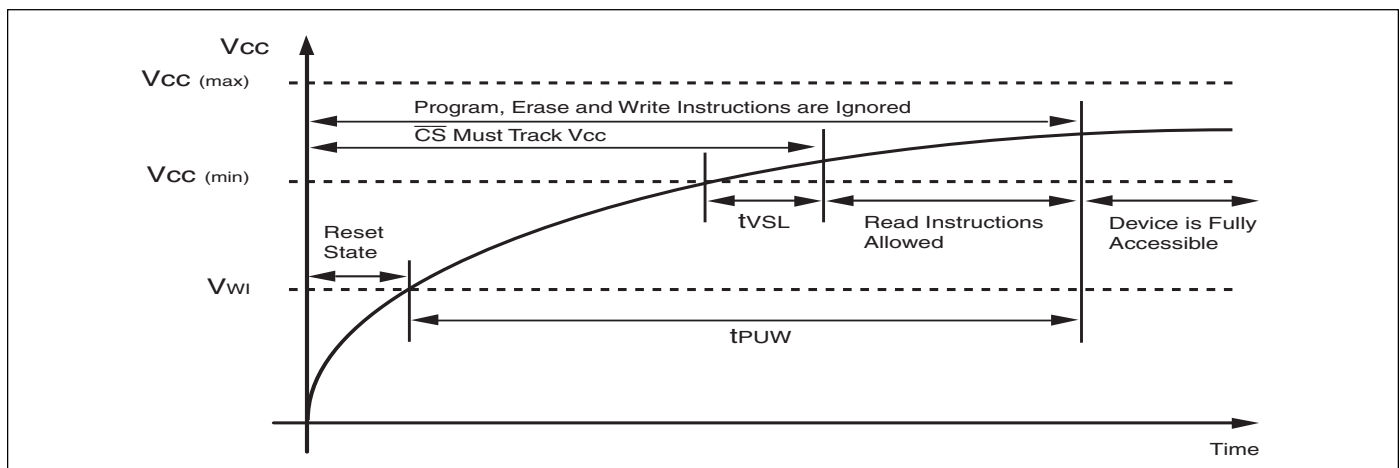 Vcc
Vcc (max)
Program, Erase and Write Instructions are Ignored
CS Must Track Vcc
Vcc (min)
tVSL
Read Instructions
Allowed
Device is Fully
Accessible
Reset
State
VWI
tPUW
Time